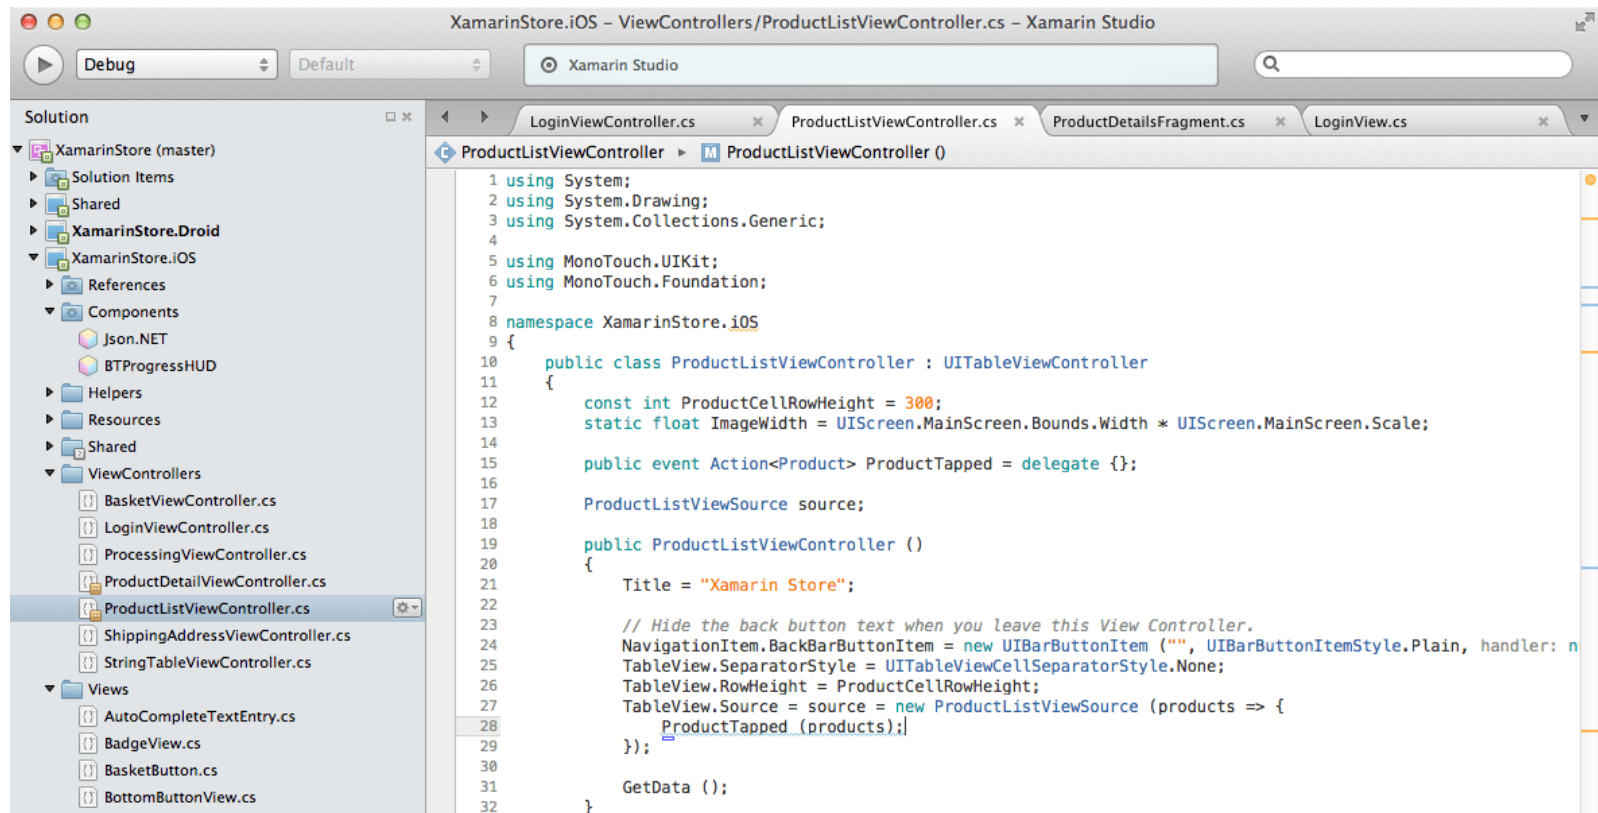 XamarinStore.iOS – ViewControllers/ProductListViewController.cs – Xamarin Studio
Debug
Default
Xamarin Studio
Solution
XamarinStore (master)
Solution Items
Shared
XamarinStore.Droid
XamarinStore.iOS
References
Components
Json.NET
BTProgressHUD
Helpers
Resources
Shared
ViewControllers
BasketViewController.cs
LoginViewController.cs
ProcessingViewController.cs
ProductDetailViewController.cs
ProductListViewController.cs
ShippingAddressViewController.cs
StringTableViewController.cs
Views
AutoCompleteTextEntry.cs
BadgeView.cs
BasketButton.cs
BottomButtonView.cs
LoginViewController.cs
ProductListViewController.cs
ProductDetailsFragment.cs
LoginView.cs
C ProductListViewController
M ProductListViewController ()
1 using System;
2 using System.Drawing;
3 using System.Collections.Generic;
4
5 using MonoTouch.UIKit;
6 using MonoTouch.Foundation;
7
8 namespace XamarinStore.iOS
9 {
10 public class ProductListViewController : UITableViewController
11 {
12 const int ProductCellRowHeight = 300;
13 static float ImageWidth = UIScreen.MainScreen.Bounds.Width * UIScreen.MainScreen.Scale;
14
15 public event Action<Product> ProductTapped = delegate {};
16
17 ProductListViewSource source;
18
19 public ProductListViewController ()
20 {
21 Title = "Xamarin Store";
22
23 // Hide the back button text when you leave this View Controller.
24 NavigationItem.BackBarButtonItem = new UIBarButtonItem ("", UIBarButtonItemStyle.Plain, handler: n
25 TableView.SeparatorStyle = UITableViewCellSeparatorStyle.None;
26 TableView.RowHeight = ProductCellRowHeight;
27 TableView.Source = source = new ProductListViewSource (products => {
28 ProductTapped (products);
29 });
30
31 GetData ();
32 }